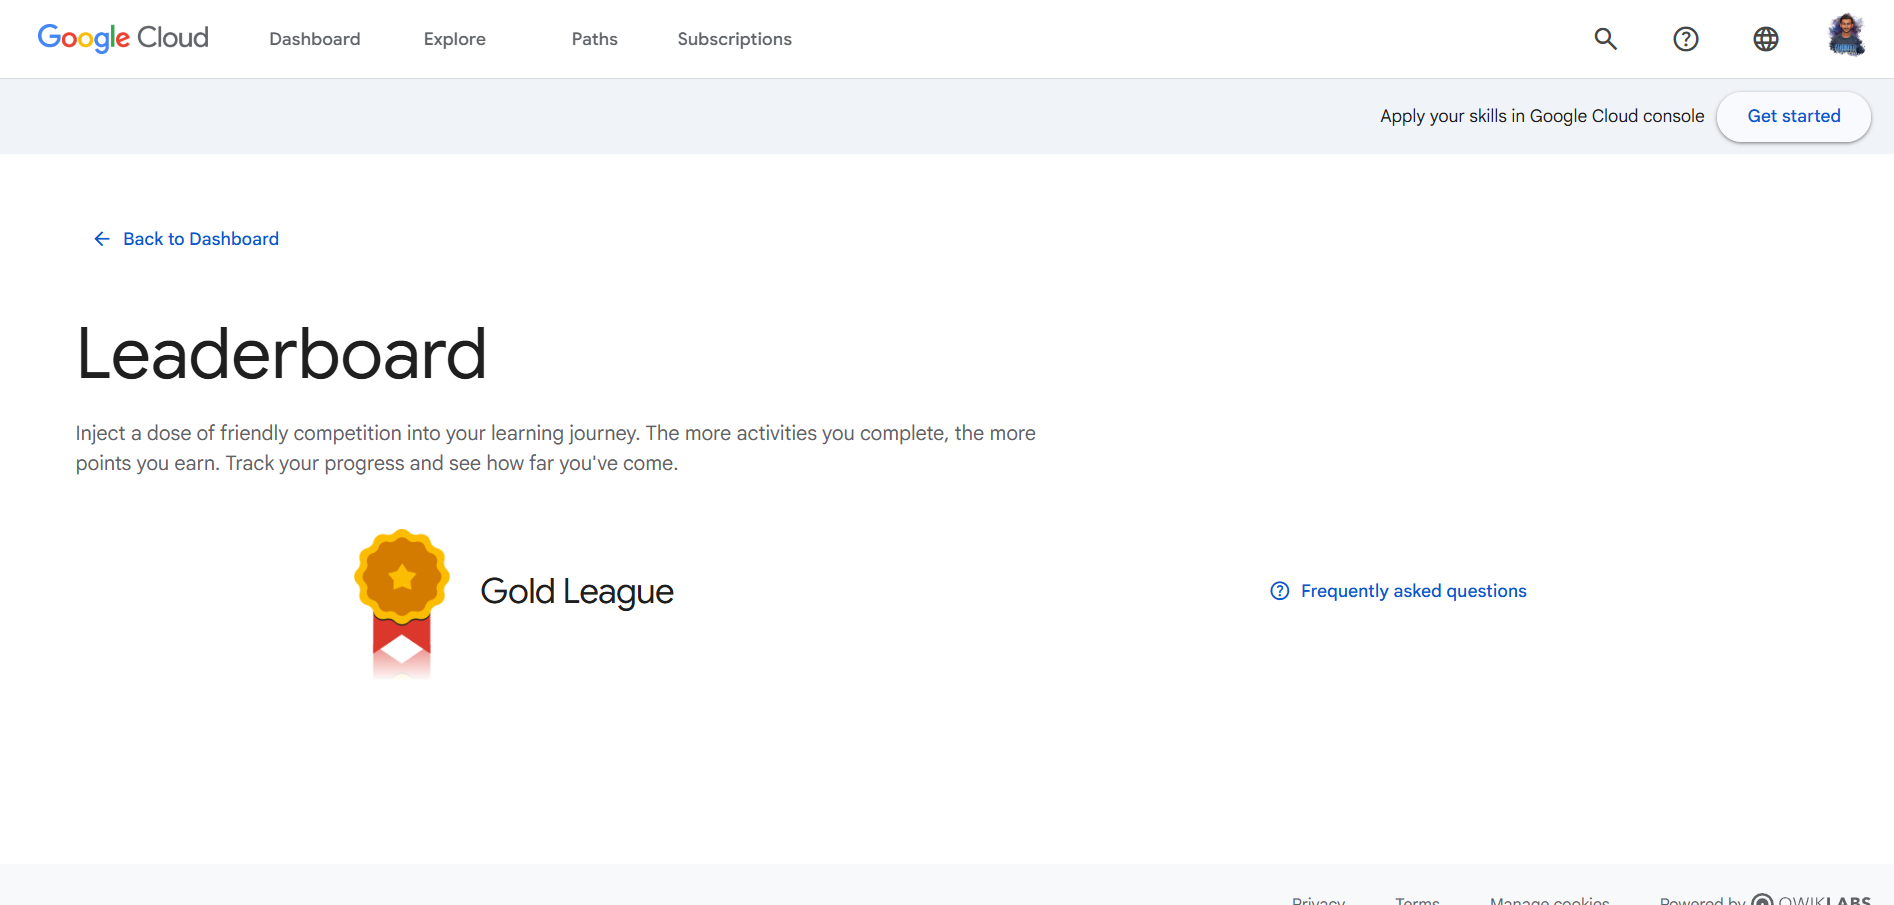 Google Cloud
Dashboard
Explore
Paths
Subscriptions
Apply your skills in Google Cloud console
Get started
Back to Dashboard
Leaderboard
Inject a dose of friendly competition into your learning journey. The more activities you complete, the more
points you earn. Track your progress and see how far you've come.
Gold League
Frequently asked questions
Privacy
Terms
Manage cookies
Powered by QWIKLABS